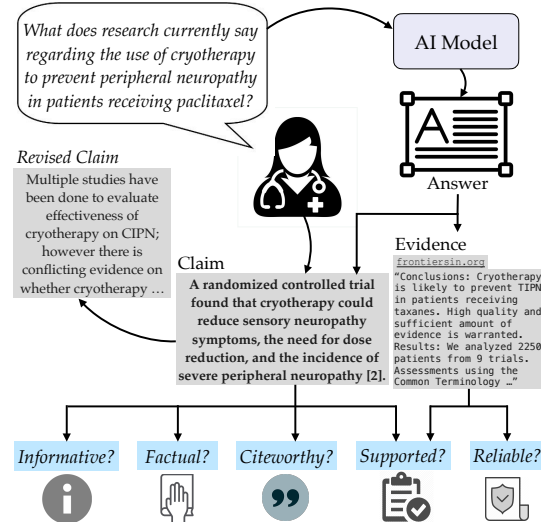 What does research currently say
regarding the use of cryotherapy
to prevent peripheral neuropathy
in patients receiving paclitaxel?
AI Model
A
Answer
Revised Claim
Multiple studies have
been done to evaluate
effectiveness of
cryotherapy on CIPN;
however there is
conflicting evidence on
whether cryotherapy …
Claim
A randomized controlled trial
found that cryotherapy could
reduce sensory neuropathy
symptoms, the need for dose
reduction, and the incidence of
severe peripheral neuropathy [2].
Evidence
frontiersin.org
“Conclusions: Cryotherapy
is likely to prevent TIPN
in patients receiving
taxanes. High quality and
sufficient amount of
evidence is warranted.
Results: We analyzed 2250
patients from 9 trials.
Assessments using the
Common Terminology …”
Informative?
Factual?
Citeworthy?
Supported?
Reliable?